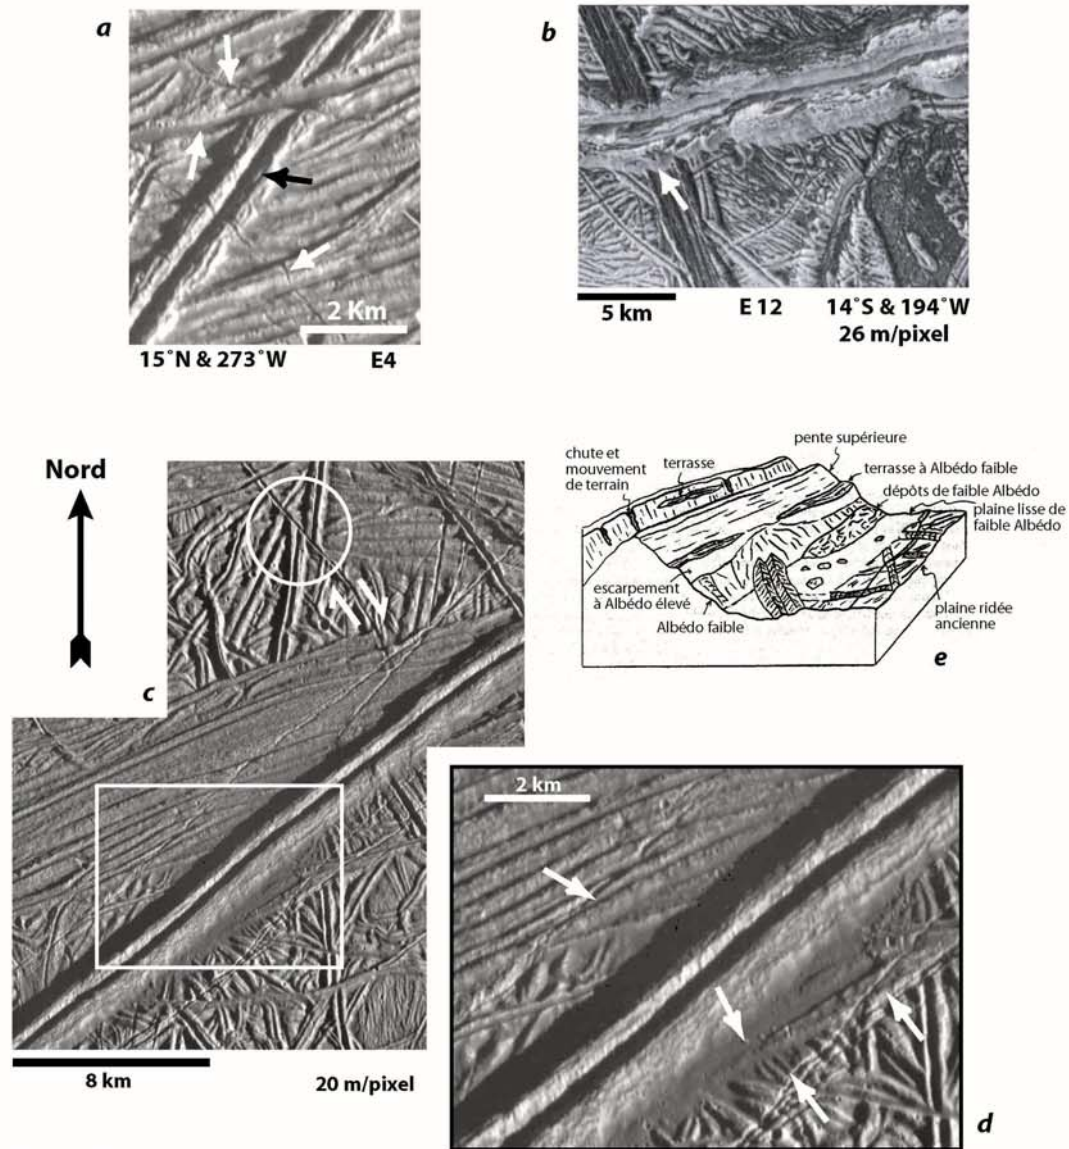 a
2 Km
15°N & 273°W E4
b
5 km
E 12
14°S & 194°W
26 m/pixel
Nord
c
8 km
20 m/pixel
chute et
mouvement
de terrain
terrasse
pente supérieure
terrasse à Albédo faible
dépôts de faible Albédo
plaine lisse de
faible Albédo
escarpement
à Albédo élevé
Albédo faible
plaine ridée
ancienne
e
2 km
d